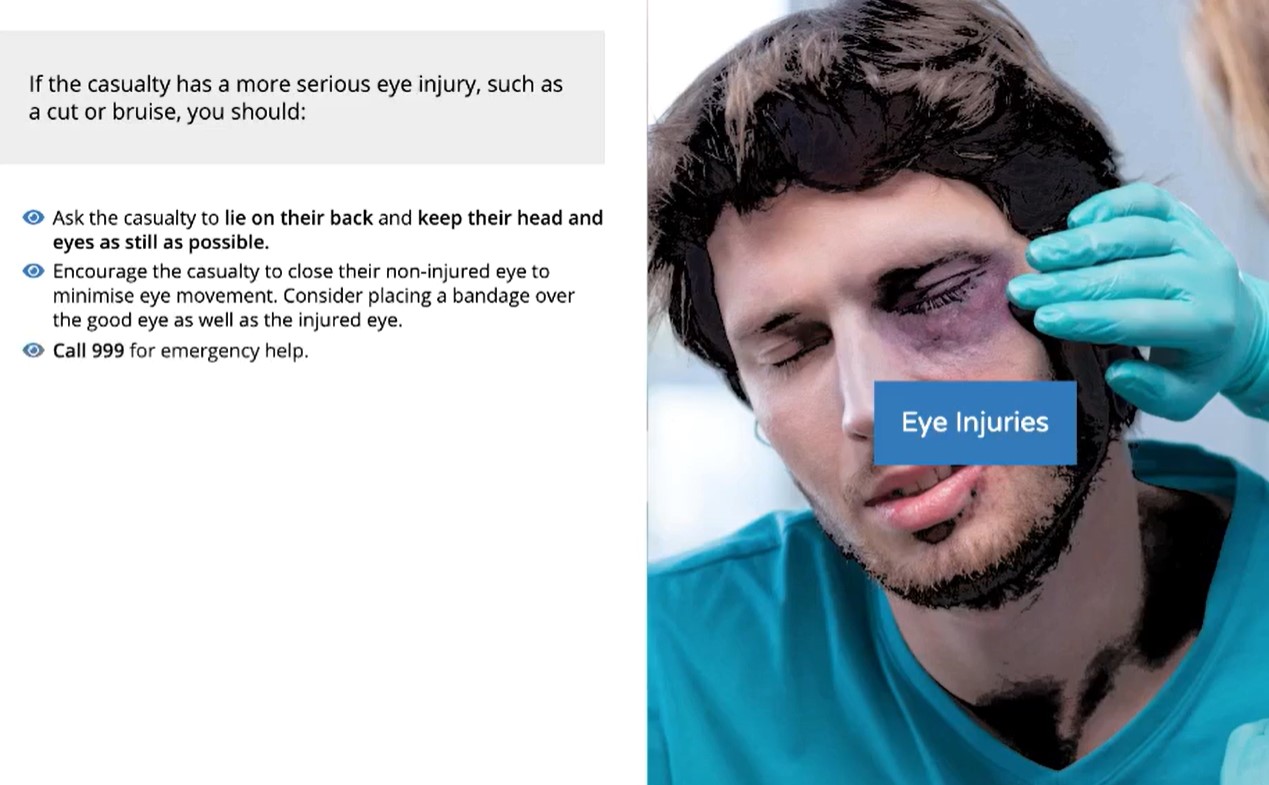 If the casualty has a more serious eye injury, such as
a cut or bruise, you should:
Ask the casualty to lie on their back and keep their head and
eyes as still as possible.
Encourage the casualty to close their non-injured eye to
minimise eye movement. Consider placing a bandage over
the good eye as well as the injured eye.
Call 999 for emergency help.
Eye Injuries